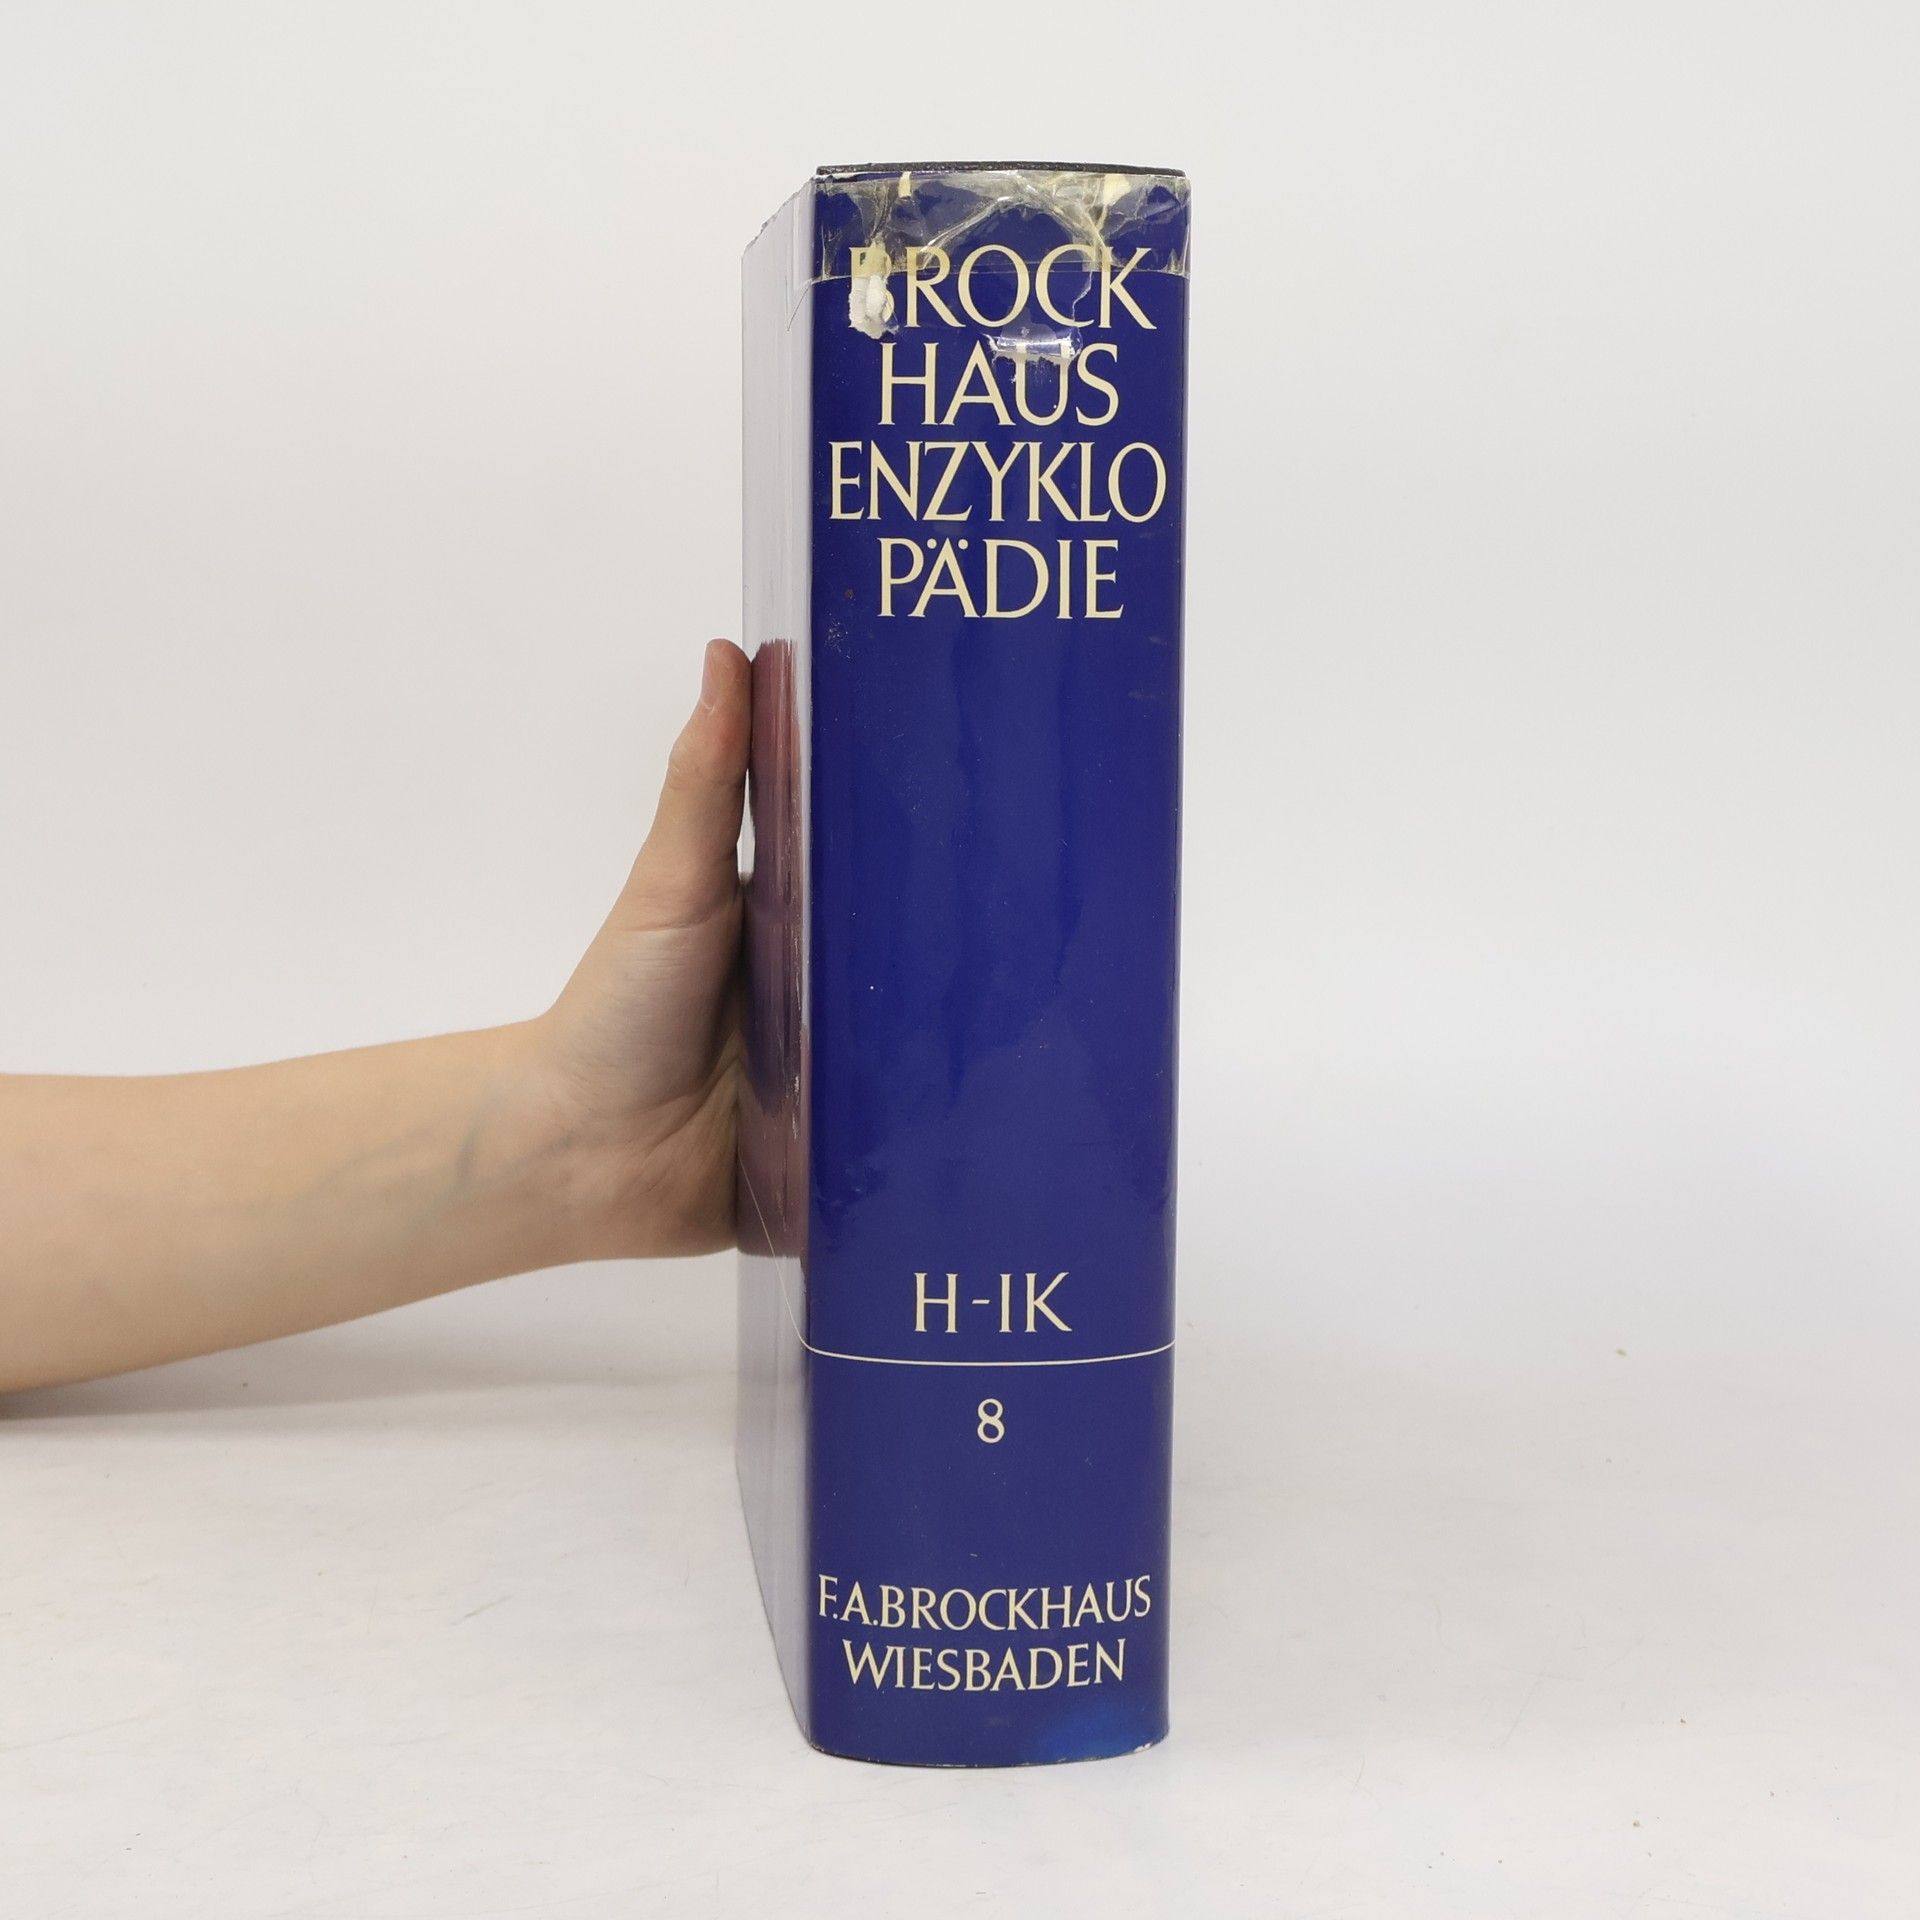 BROCK
HAUS
ENZYKLO
PÄDIE
H-IK
8
F.A.BROCKHAUS
WIESBADEN